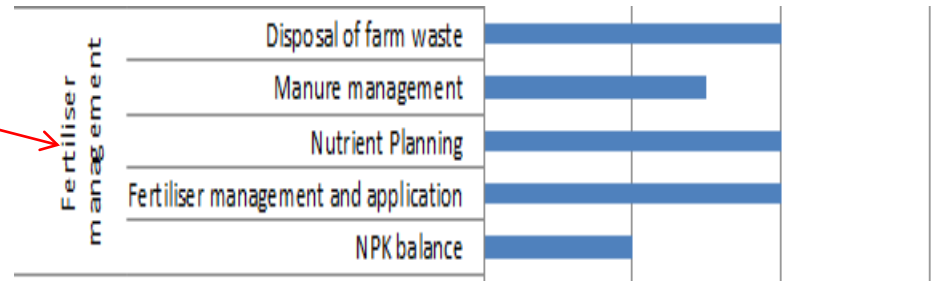 Fertiliser
management
Disposal of farm waste
Manure management
Nutrient Planning
Fertiliser management and application
NPK balance